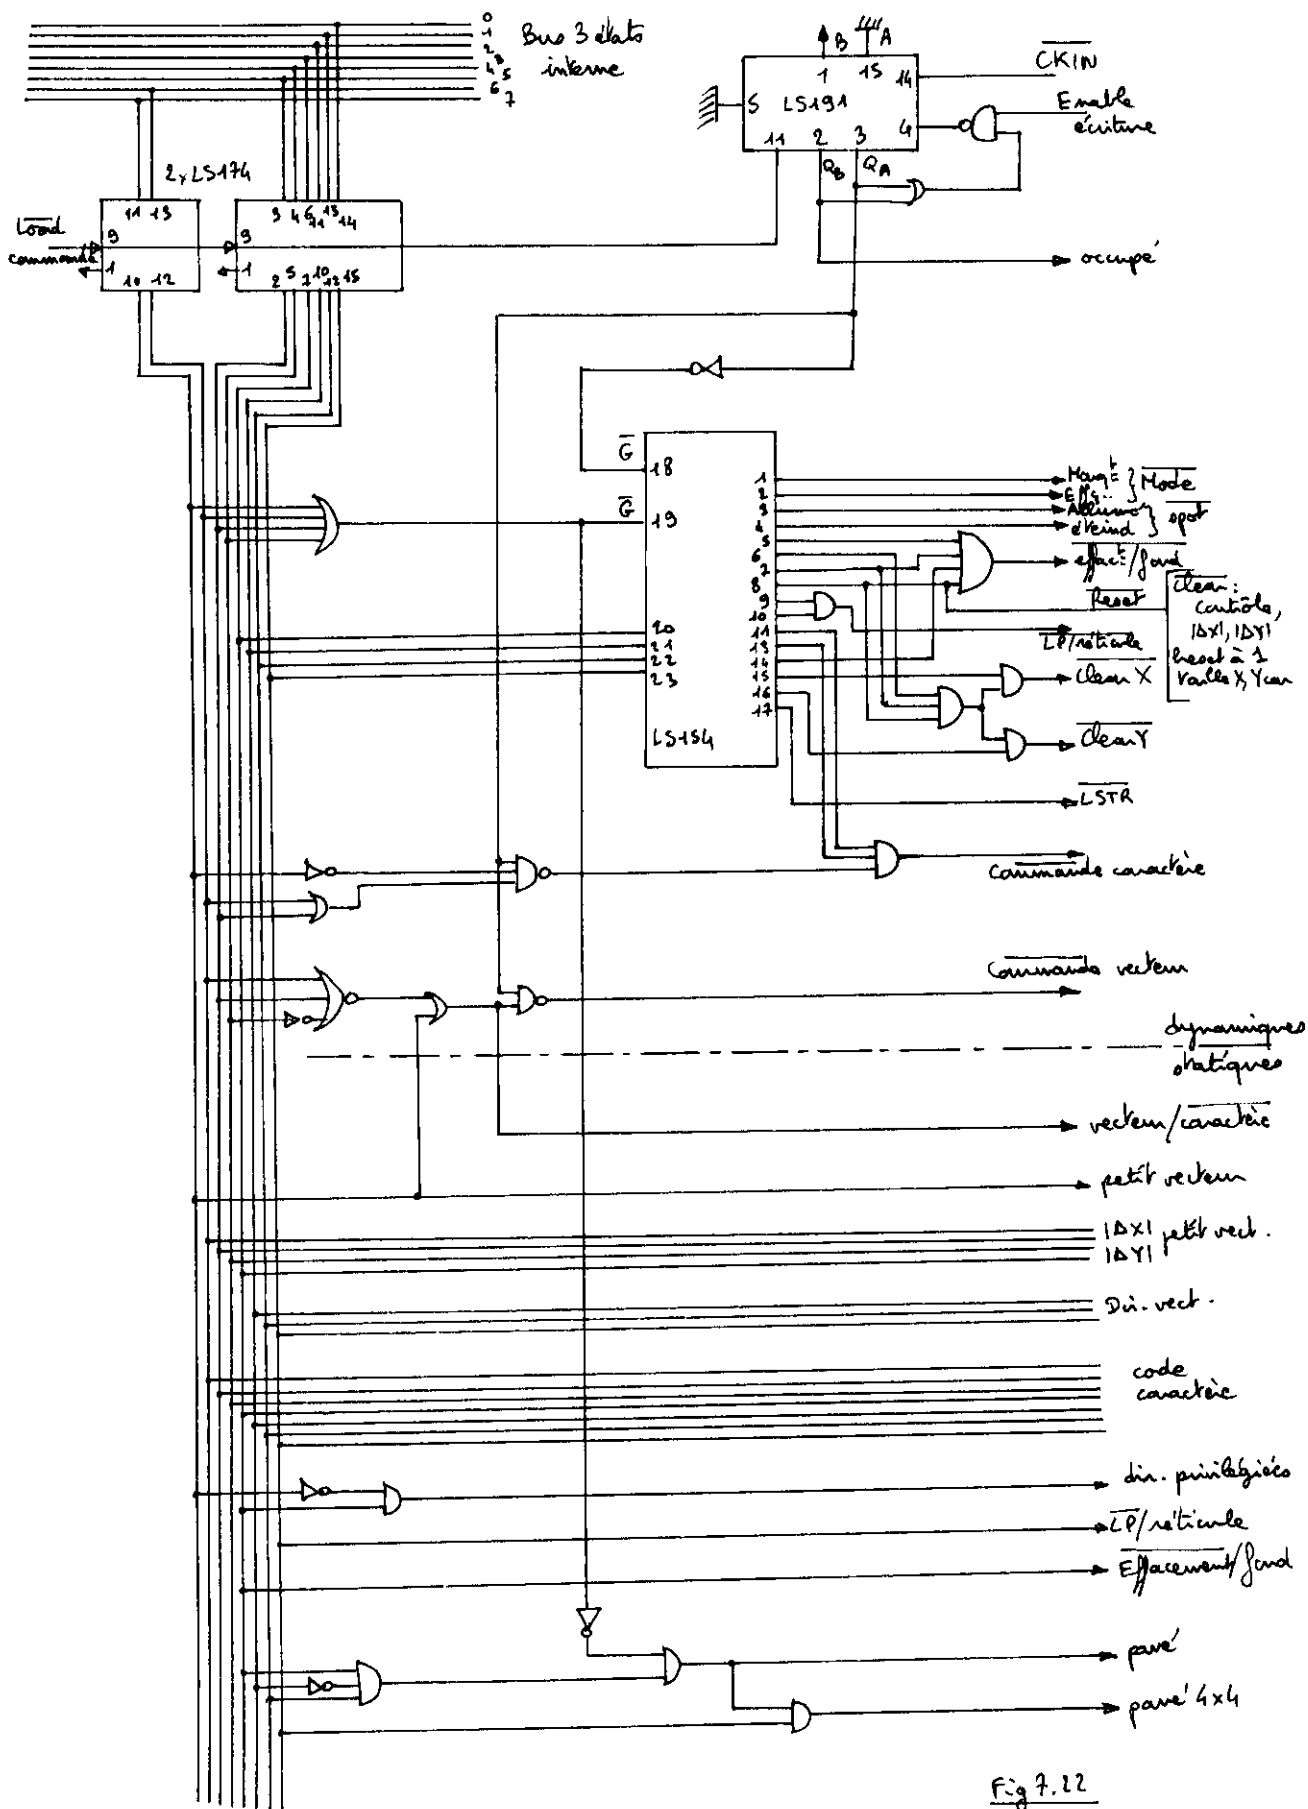 0
1
2
3
4
5
6
7
Bus 3 états
interne
B
A
1
15
14
CKIN
5
LS191
4
Enable
écriture
11
2
3
QB
QA
occupé
2xLS174
11 13
3 4 6 11 13 14
Load
commande
9
1
10 12
9
1
2 5 7 10 12 15
G
18
G
19
20
21
22
23
LS154
1
2
3
4
5
6
7
8
9
10
11
13
14
15
16
17
Mode
spot
éteind
effact/fond
Reset
Clear:
contrôle,
|ΔX|, |ΔY|
Reset à 1
LP/réticule
Clear X
Clear Y
LSTR
Commande caractère
Commande vecteur
dynamiques
statiques
vecteur/caractère
petit vecteur
|ΔX|
petit vect.
|ΔY|
Dir. vect.
code
caractère
dir. privilégiées
LP/réticule
Effacement/fond
pavé
pavé 4x4
Fig 7.22